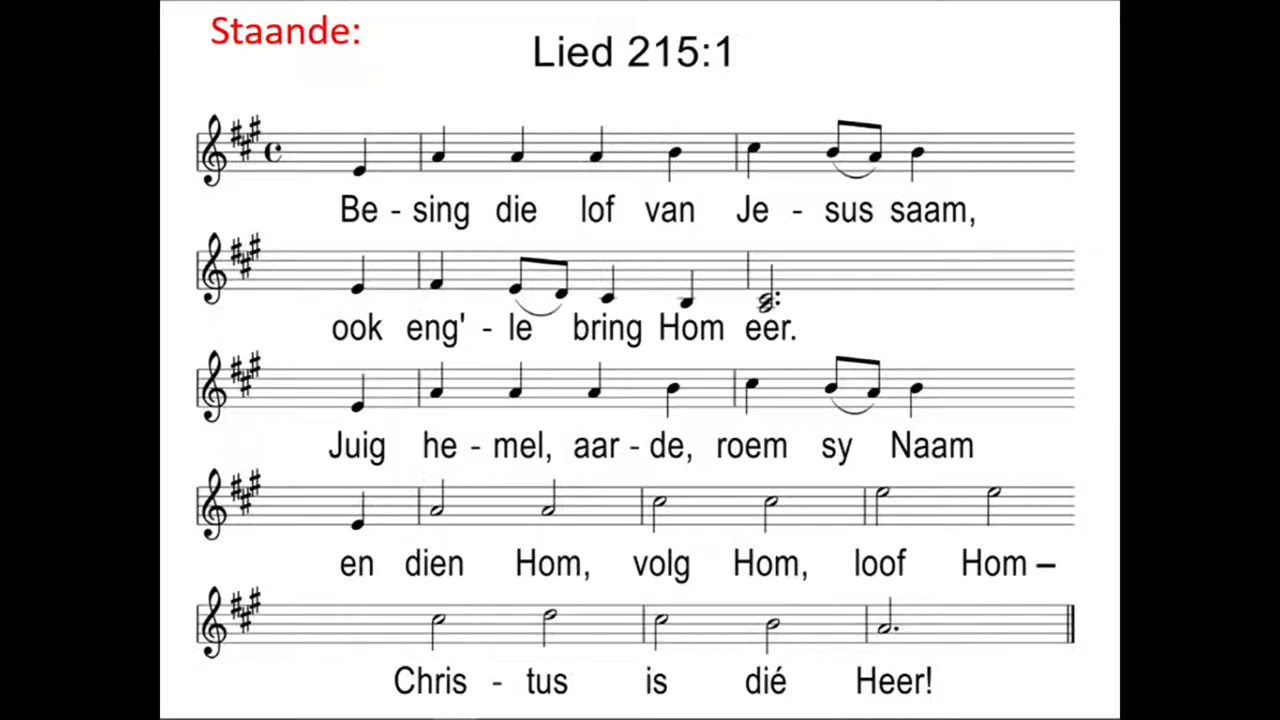 Staande:
Lied 215:1
Be - sing die lof van Je - sus saam,
ook eng' - le bring Hom eer.
Juig he - mel, aar - de, roem sy Naam
en dien Hom, volg Hom, loof Hom –
Chris - tus is dié Heer!